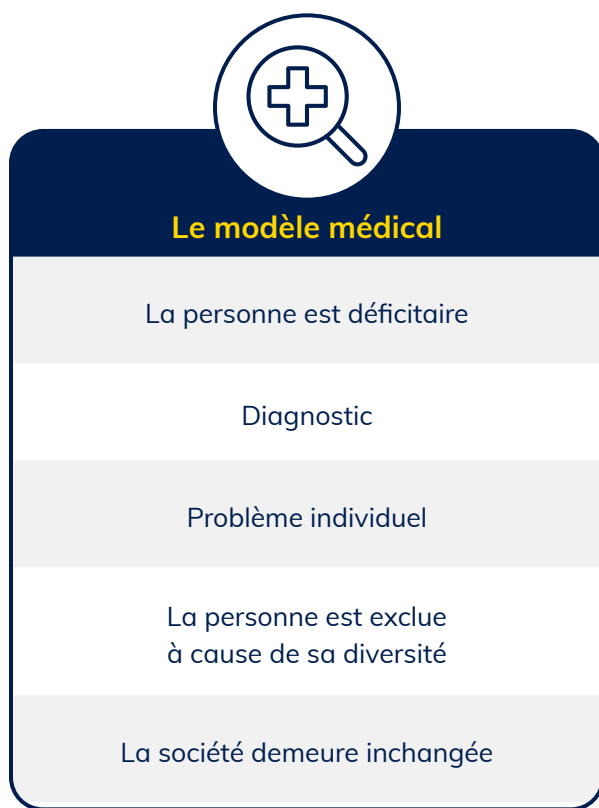 Le modèle médical
La personne est déficitaire
Diagnostic
Problème individuel
La personne est exclue
à cause de sa diversité
La société demeure inchangée